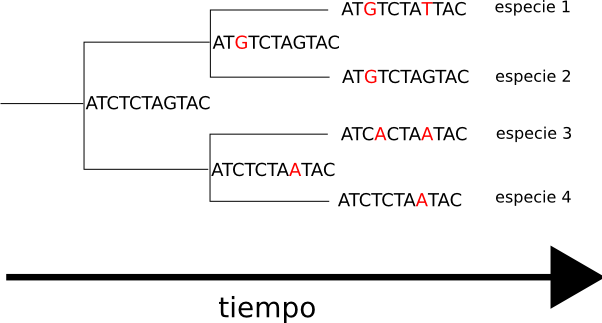 ATGTCTATTAC especie 1
ATGTCTAGTAC
ATGTCTAGTAC especie 2
ATCTCTAGTAC
ATCACTAATAC especie 3
ATCTCTAATAC
ATCTCTAATAC especie 4
tiempo